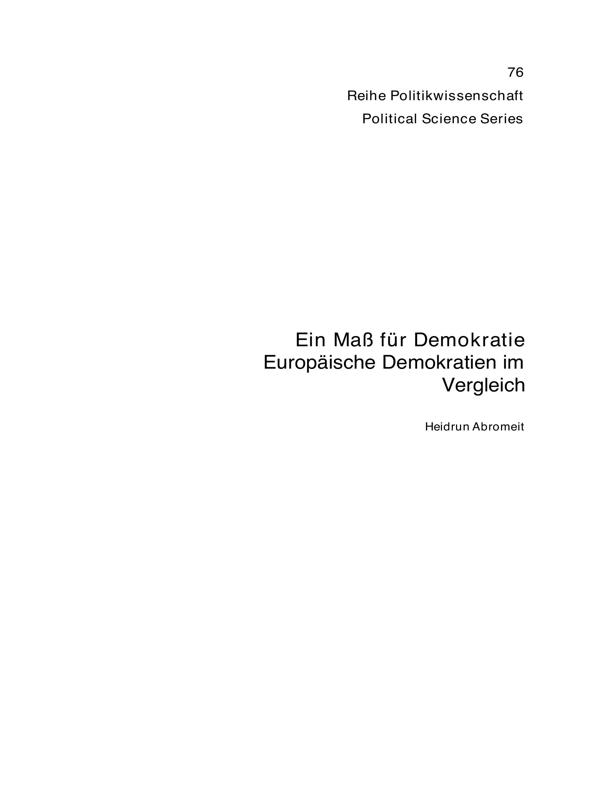 76
Reihe Politikwissenschaft
Political Science Series
Ein Maß für Demokratie
Europäische Demokratien im
Vergleich
Heidrun Abromeit